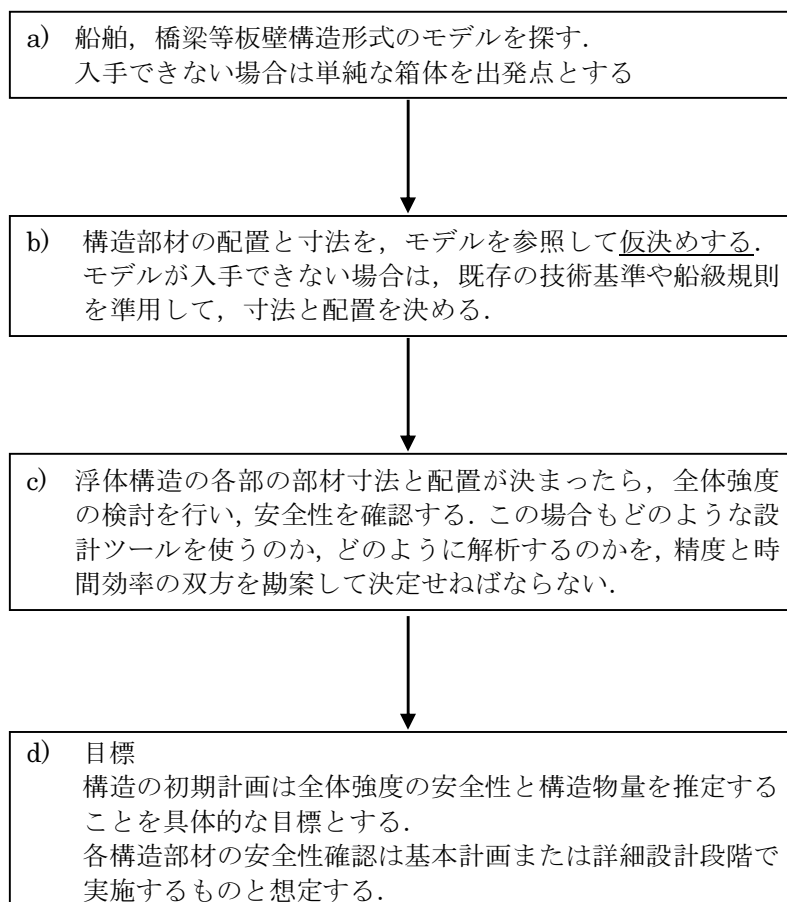 a) 船舶，橋梁等板壁構造形式のモデルを探す．
入手できない場合は単純な箱体を出発点とする
b) 構造部材の配置と寸法を，モデルを参照して仮決めする．
モデルが入手できない場合は，既存の技術基準や船級規則
を準用して，寸法と配置を決める．
c) 浮体構造の各部の部材寸法と配置が決まったら，全体強度
の検討を行い，安全性を確認する．この場合もどのような設
計ツールを使うのか，どのように解析するのかを，精度と時
間効率の双方を勘案して決定せねばならない．
d) 目標
構造の初期計画は全体強度の安全性と構造物量を推定する
ことを具体的な目標とする．
各構造部材の安全性確認は基本計画または詳細設計段階で
実施するものと想定する．